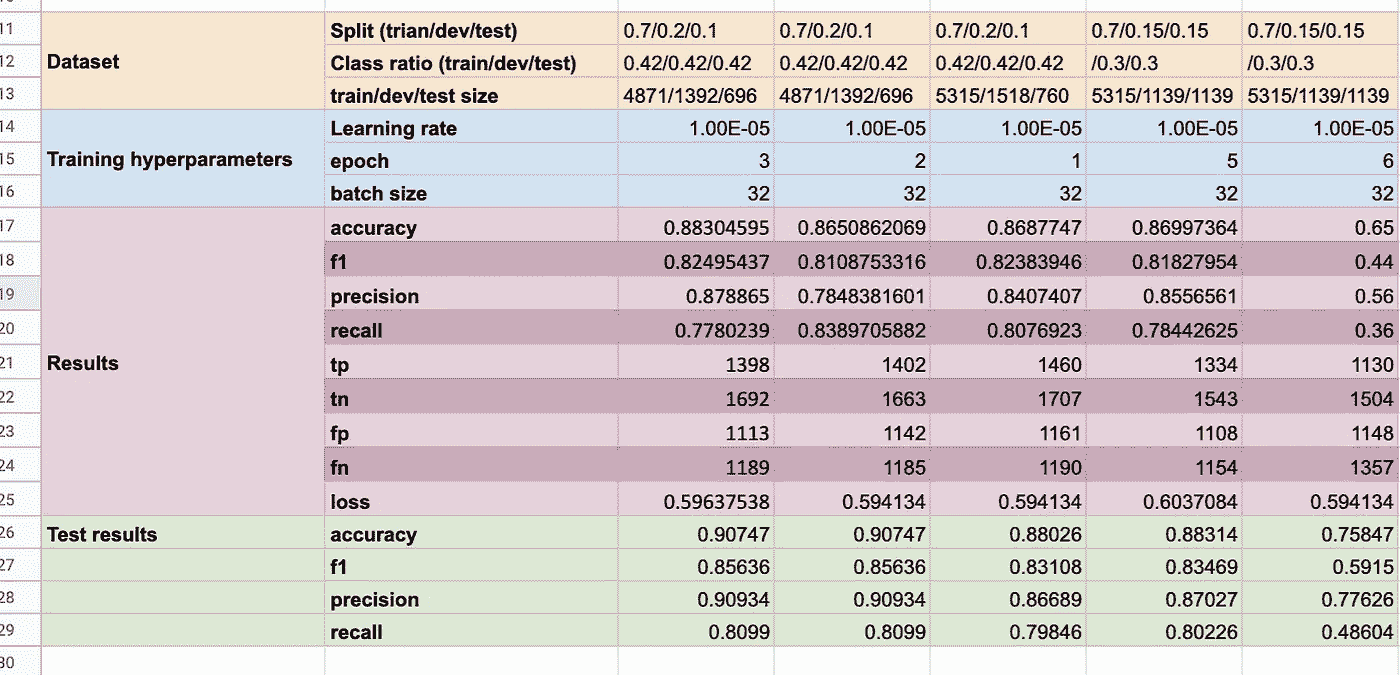 11 Split (trian/dev/test) 0.7/0.2/0.1 0.7/0.2/0.1 0.7/0.2/0.1 0.7/0.15/0.15 0.7/0.15/0.15
12 Dataset Class ratio (train/dev/test) 0.42/0.42/0.42 0.42/0.42/0.42 0.42/0.42/0.42 /0.3/0.3 /0.3/0.3
13 train/dev/test size 4871/1392/696 4871/1392/696 5315/1518/760 5315/1139/1139 5315/1139/1139
14 Learning rate 1.00E-05 1.00E-05 1.00E-05 1.00E-05 1.00E-05
15 Training hyperparameters epoch 3 2 1 5 6
16 batch size 32 32 32 32 32
17 accuracy 0.88304595 0.8650862069 0.8687747 0.86997364 0.65
18 f1 0.82495437 0.8108753316 0.82383946 0.81827954 0.44
19 precision 0.878865 0.7848381601 0.8407407 0.8556561 0.56
20 recall 0.7780239 0.8389705882 0.8076923 0.78442625 0.36
21 Results tp 1398 1402 1460 1334 1130
22 tn 1692 1663 1707 1543 1504
23 fp 1113 1142 1161 1108 1148
24 fn 1189 1185 1190 1154 1357
25 loss 0.59637538 0.594134 0.594134 0.6037084 0.594134
26 Test results accuracy 0.90747 0.90747 0.88026 0.88314 0.75847
27 f1 0.85636 0.85636 0.83108 0.83469 0.5915
28 precision 0.90934 0.90934 0.86689 0.87027 0.77626
29 recall 0.8099 0.8099 0.79846 0.80226 0.48604
30